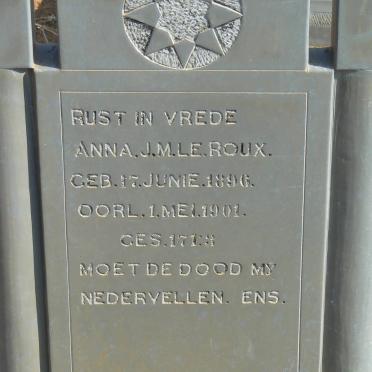 RUST IN VREDE
ANNA.J.M.LE.ROUX.
GEB.17.JUNIE.1896.
OORL.1.MEI.1901.
GES.171:3
MOET DE DOOD MY
NEDERVELLEN. ENS.